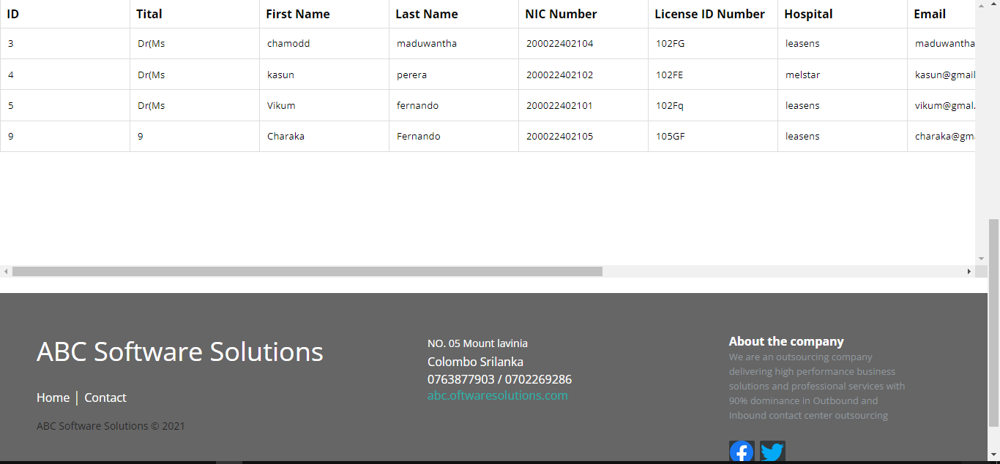 ID Tital First Name Last Name NIC Number License ID Number Hospital Email
3 Dr(Ms chamodd maduwantha 200022402104 102FG leasens maduwantha
4 Dr(Ms kasun perera 200022402102 102FE melstar kasun@gmail
5 Dr(Ms Vikum fernando 200022402101 102Fq leasens vikum@gmal.
9 9 Charaka Fernando 200022402105 105GF leasens charaka@gma
ABC Software Solutions
Home | Contact
ABC Software Solutions © 2021
NO. 05 Mount lavinia
Colombo Srilanka
0763877903 / 0702269286
abc.oftwaresolutions.com
About the company
We are an outsourcing company
delivering high performance business
solutions and professional services with
90% dominance in Outbound and
Inbound contact center outsourcing